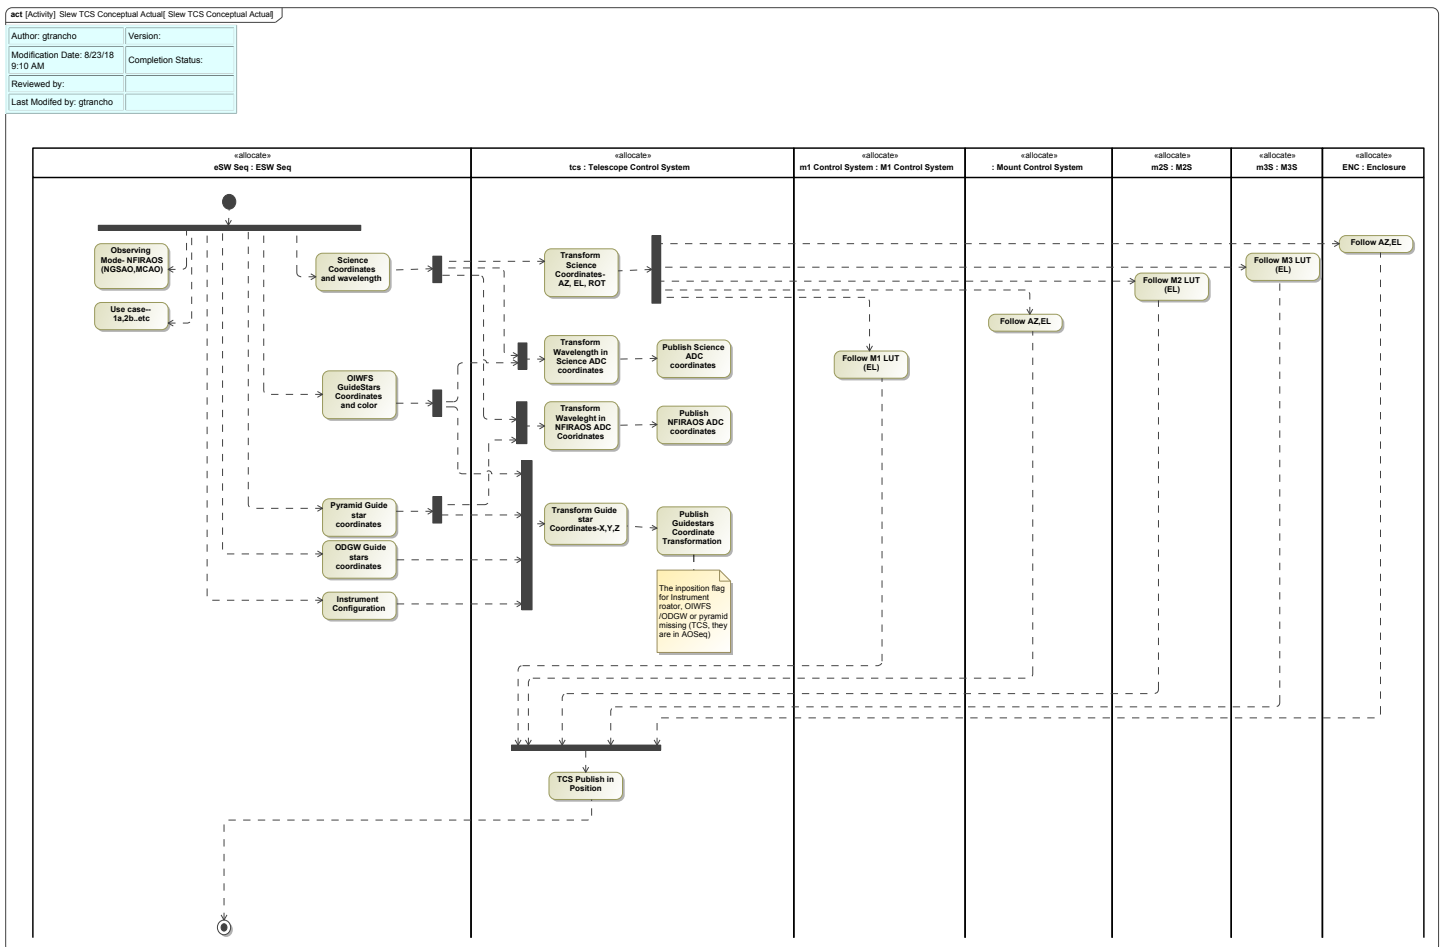 act [Activity] Slew TCS Conceptual Actual[ Slew TCS Conceptual Actual]
Author: gtrancho
Version:
Modification Date: 8/23/18
9:10 AM
Completion Status:
Reviewed by:
Last Modifed by: gtrancho
«allocate»
eSW Seq : ESW Seq
«allocate»
tcs : Telescope Control System
«allocate»
m1 Control System : M1 Control System
«allocate»
: Mount Control System
«allocate»
m2S : M2S
«allocate»
m3S : M3S
«allocate»
ENC : Enclosure
Observing
Mode- NFIRAOS
(NGSAO,MCAO)
Use case--
1a,2b..etc
Science
Coordinates
and wavelength
OIWFS
GuideStars
Coordinates
and color
Pyramid Guide
star
coordinates
ODGW Guide
stars
coordinates
Instrument
Configuration
Transform
Science
Coordinates-
AZ, EL, ROT
Transform
Wavelength in
Science ADC
coordinates
Publish Science
ADC
coordinates
Transform
Waveleght in
NFIRAOS ADC
Cooridnates
Publish
NFIRAOS ADC
coordinates
Transform Guide
star
Coordinates-X,Y,Z
Publish
Guidestars
Coordinate
Transformation
The inposition flag
for Instrument
roator, OIWFS
/ODGW or pyramid
missing (TCS, they
are in AOSeq)
Follow M1 LUT
(EL)
Follow AZ,EL
Follow M2 LUT
(EL)
Follow M3 LUT
(EL)
Follow AZ,EL
TCS Publish in
Position